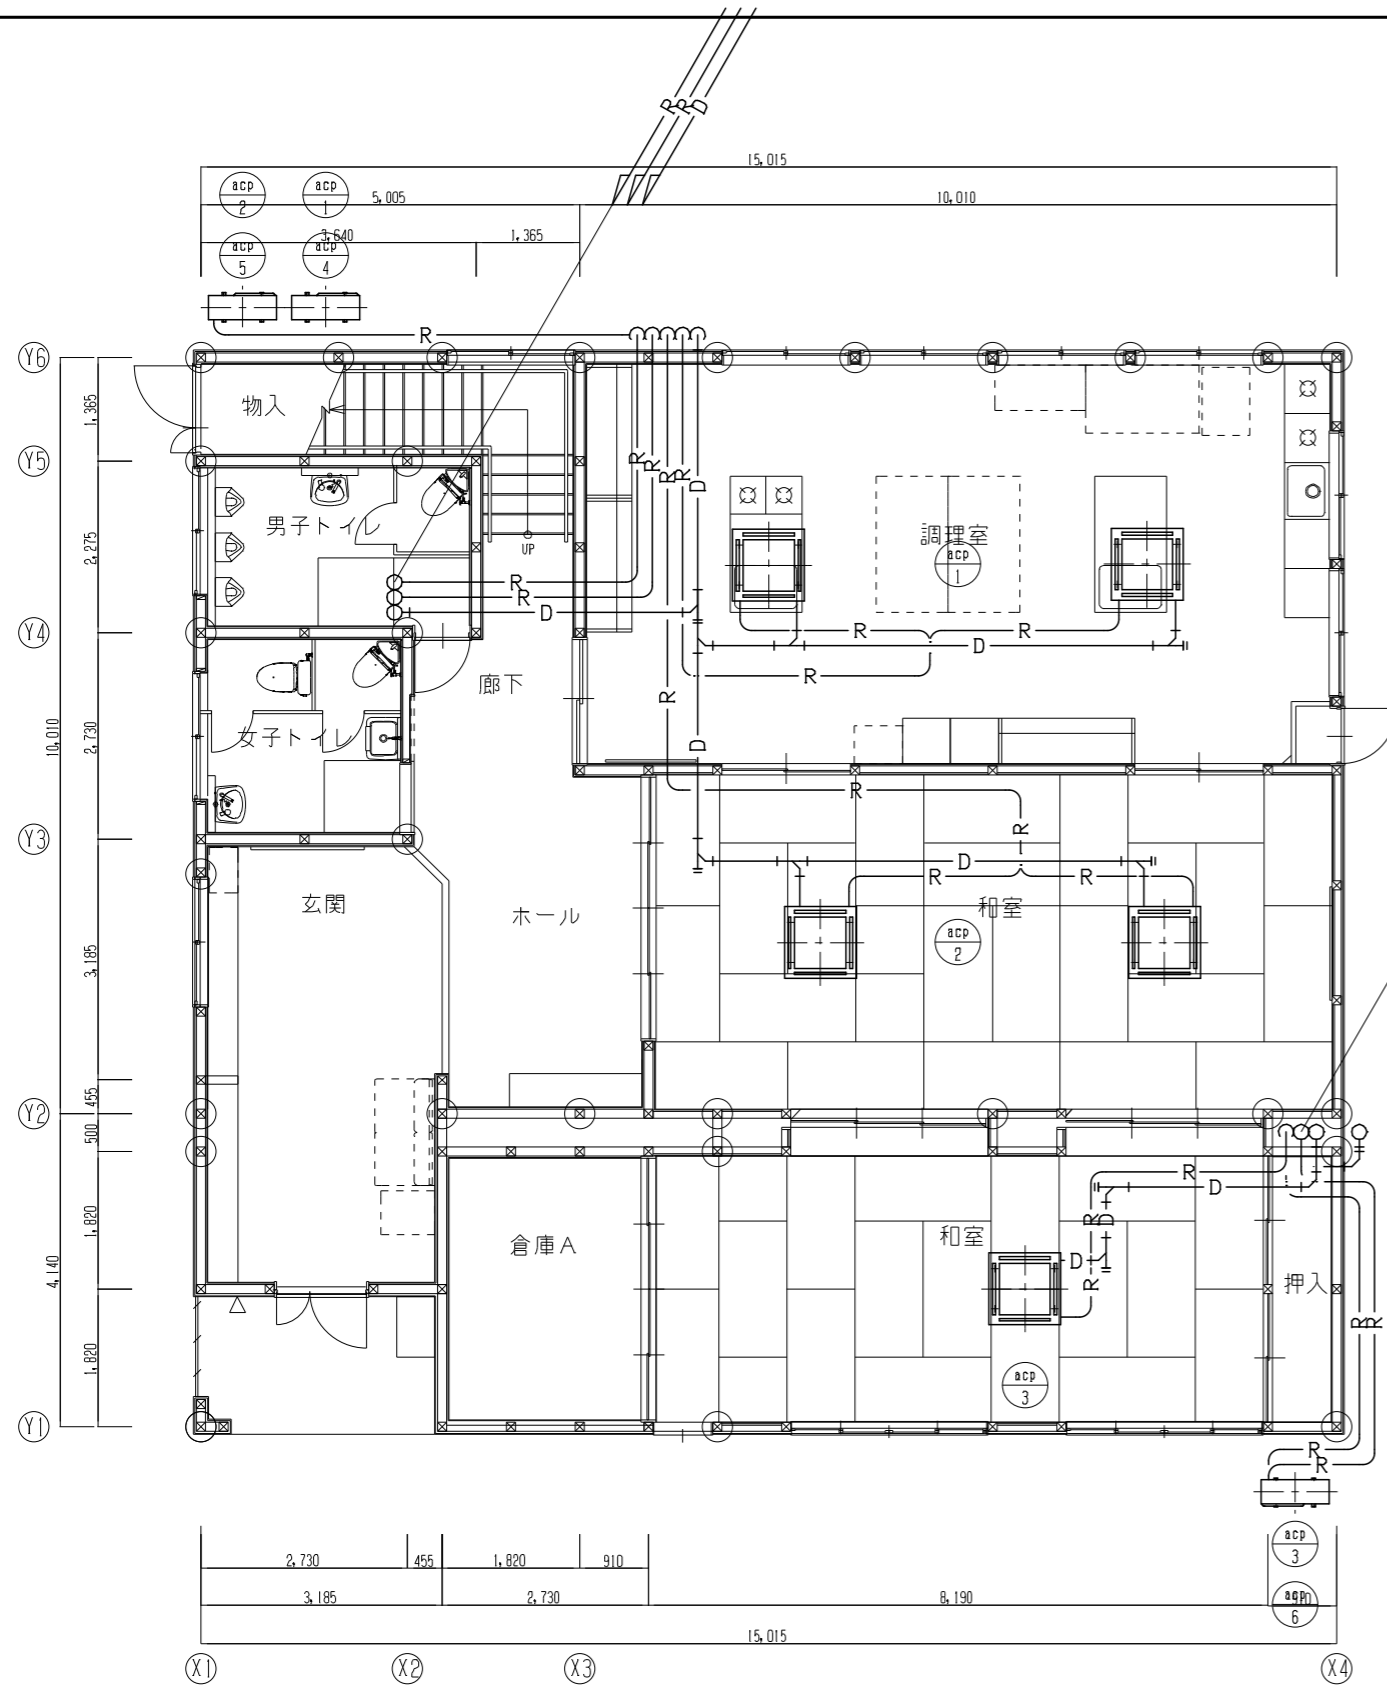 R
R
D
15,015
acp
2
acp
1
5,005
10,010
3,640
1,365
acp
5
acp
4
R
Y6
物入
1,365
Y5
R
R
R
R
D
男子トイレ
調理室
acp
1
2,275
UP
R
R
D
Y4
R
R
D
廊下
R
R
10,010
2,730
女子トイレ
D
R
R
Y3
D
R
R
玄関
ホール
和室
acp
2
3,185
455
Y2
500
R
D
R
D
1,820
倉庫A
和室
D
R
4,140
押入
R
R
1,820
acp
3
Y1
R
R
acp
3
2,730
455
1,820
910
3,185
2,730
8,190
910
acp
6
15,015
X1
X2
X3
X4